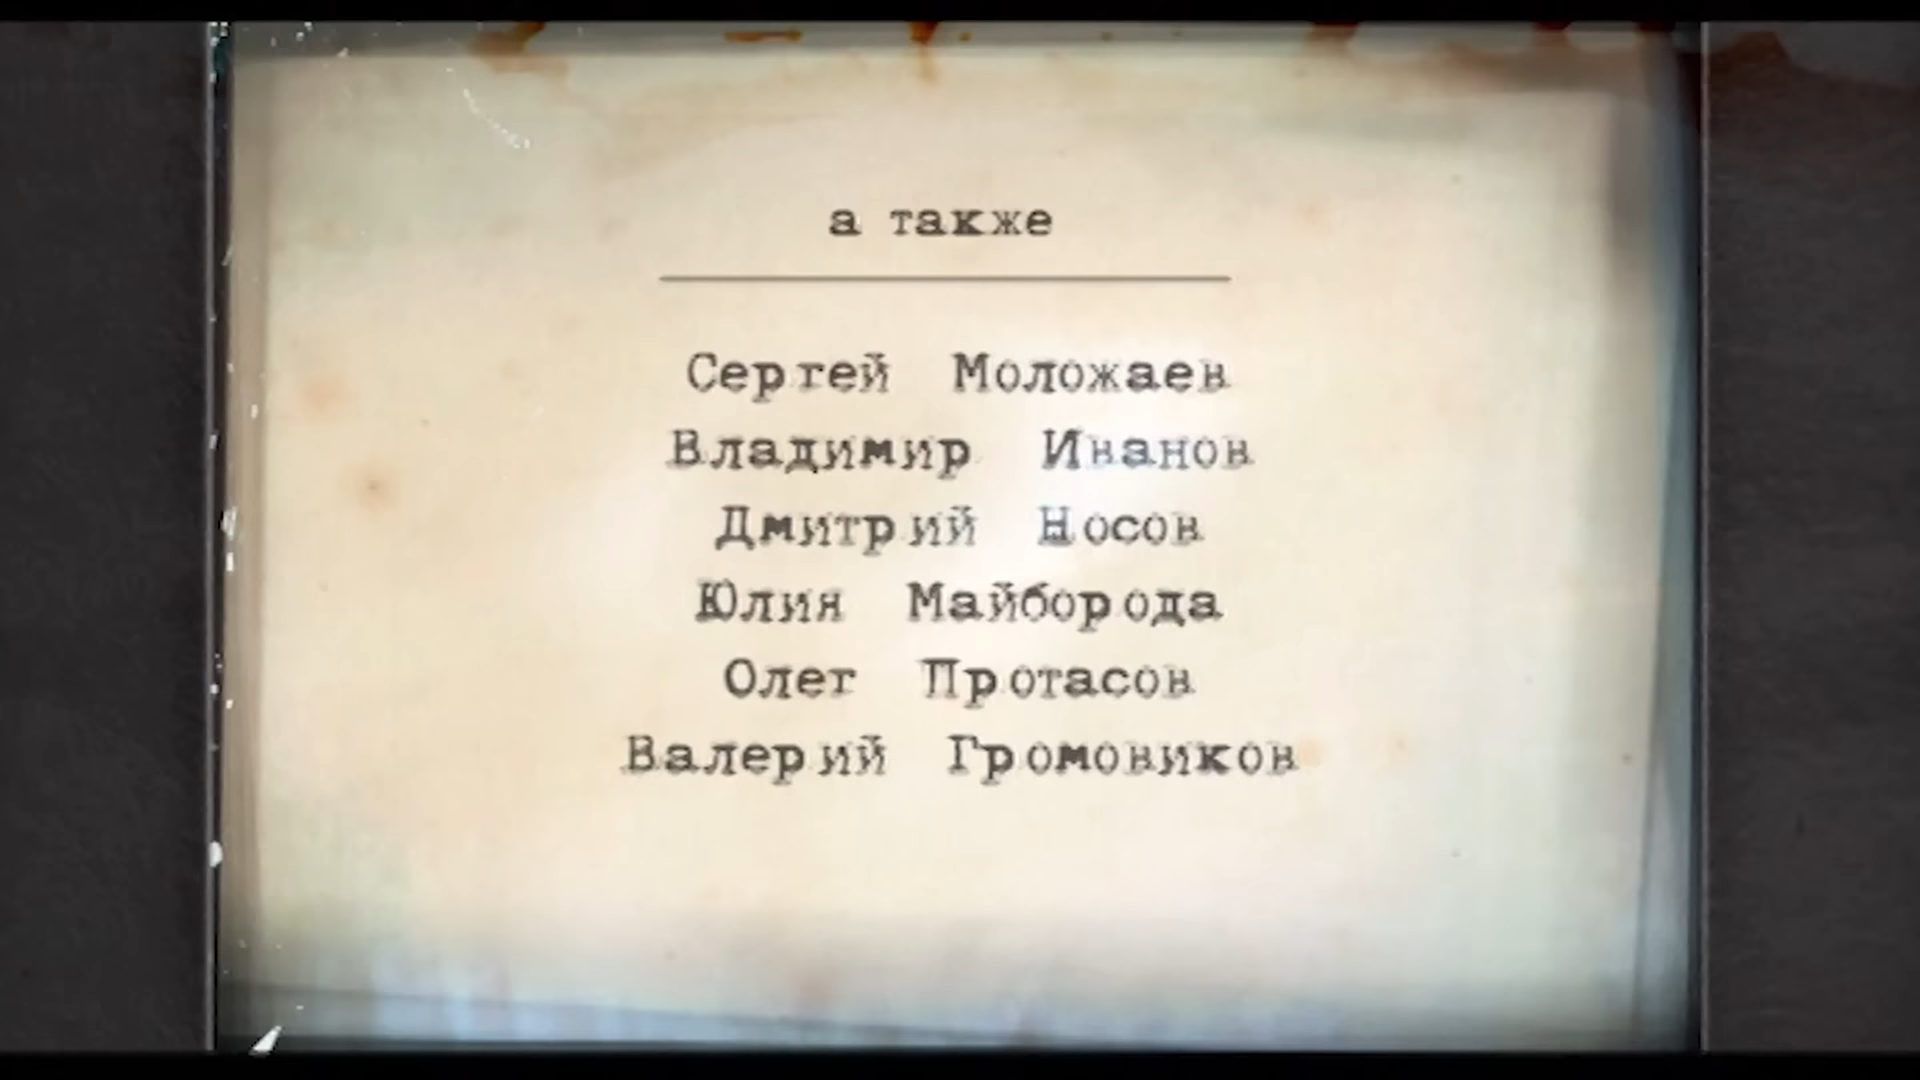 а также
Сергей Моложаев
Владимир Иванов
Дмитрий Носов
Юлия Майборода
Олег Протасов
Валерий Громовиков